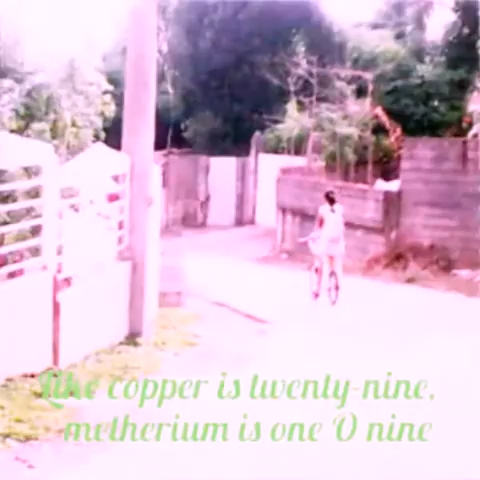 Like copper is twenty-nine,
metherium is one O nine